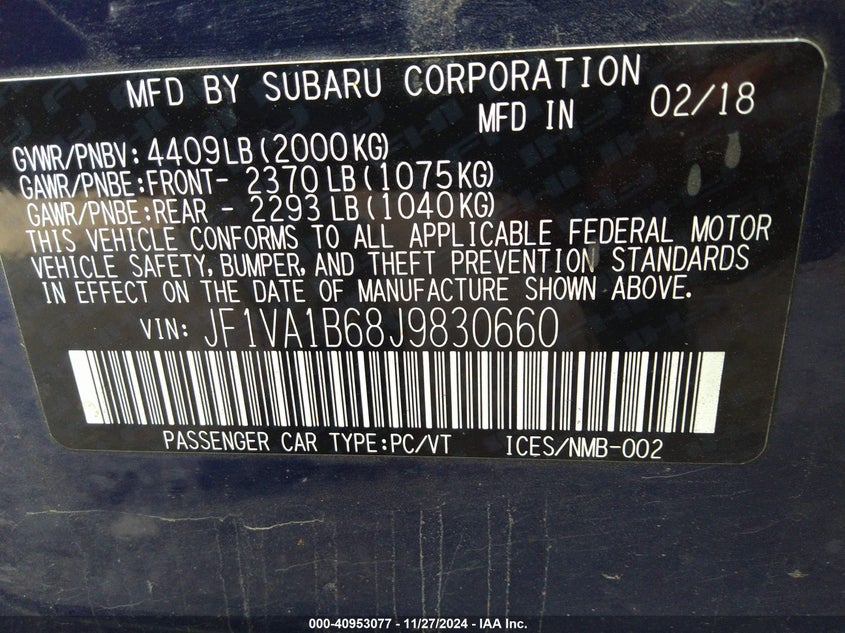 MFD BY SUBARU CORPORATION
MFD IN 02/18
GVWR/PNBV: 4409LB(2000KG)
GAWR/PNBE:FRONT- 2370LB(1075KG)
GAWR/PNBE:REAR - 2293LB(1040KG)
THIS VEHICLE CONFORMS TO ALL APPLICABLE FEDERAL MOTOR
VEHICLE SAFETY, BUMPER, AND THEFT PREVENTION STANDARDS
IN EFFECT ON THE DATE OF MANUFACTURE SHOWN ABOVE.
VIN: JF1VA1B68J9830660
PASSENGER CAR TYPE:PC/VT ICES/NMB-002
000-40953077 - 11/27/2024 - IAA Inc.